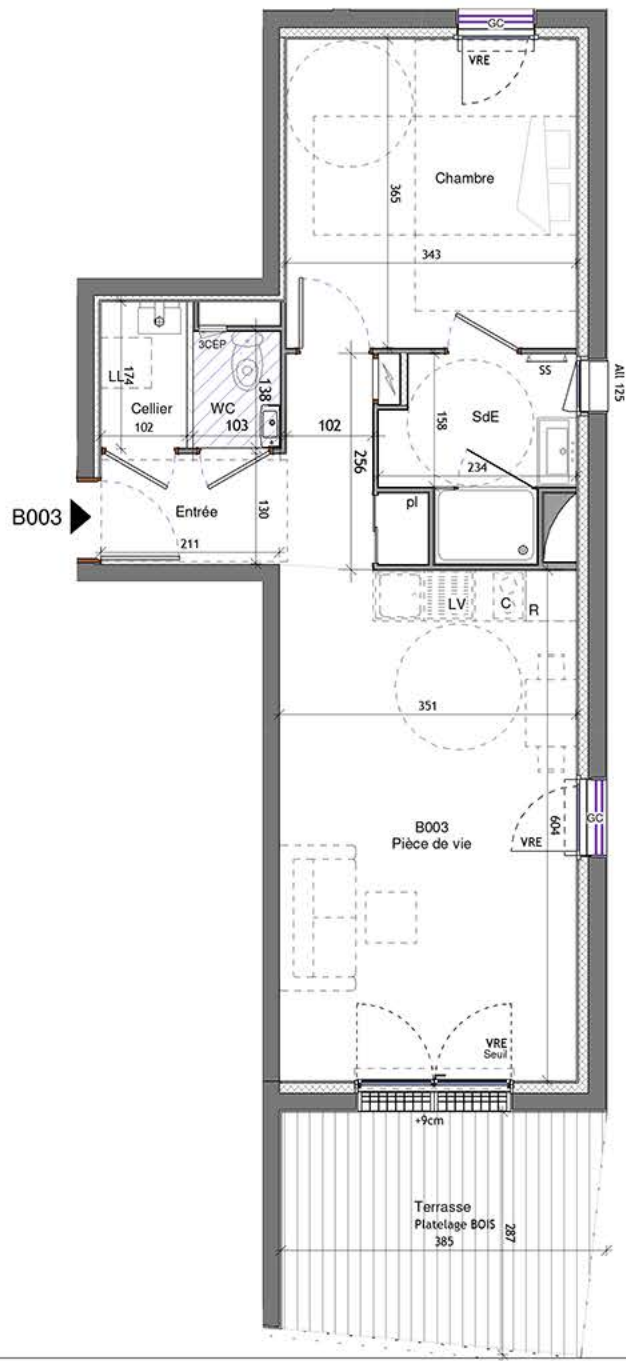 GC
VRE
Chambre
365
343
3CEP
LL
174
138
Cellier
WC
102
103
102
SS
All 125
SdE
158
234
256
B003
Entrée
130
211
pl
LV
C
R
351
B003
Pièce de vie
604
VRE
GC
VRE
Seuil
+9cm
Terrasse
Platelage BOIS
385
287